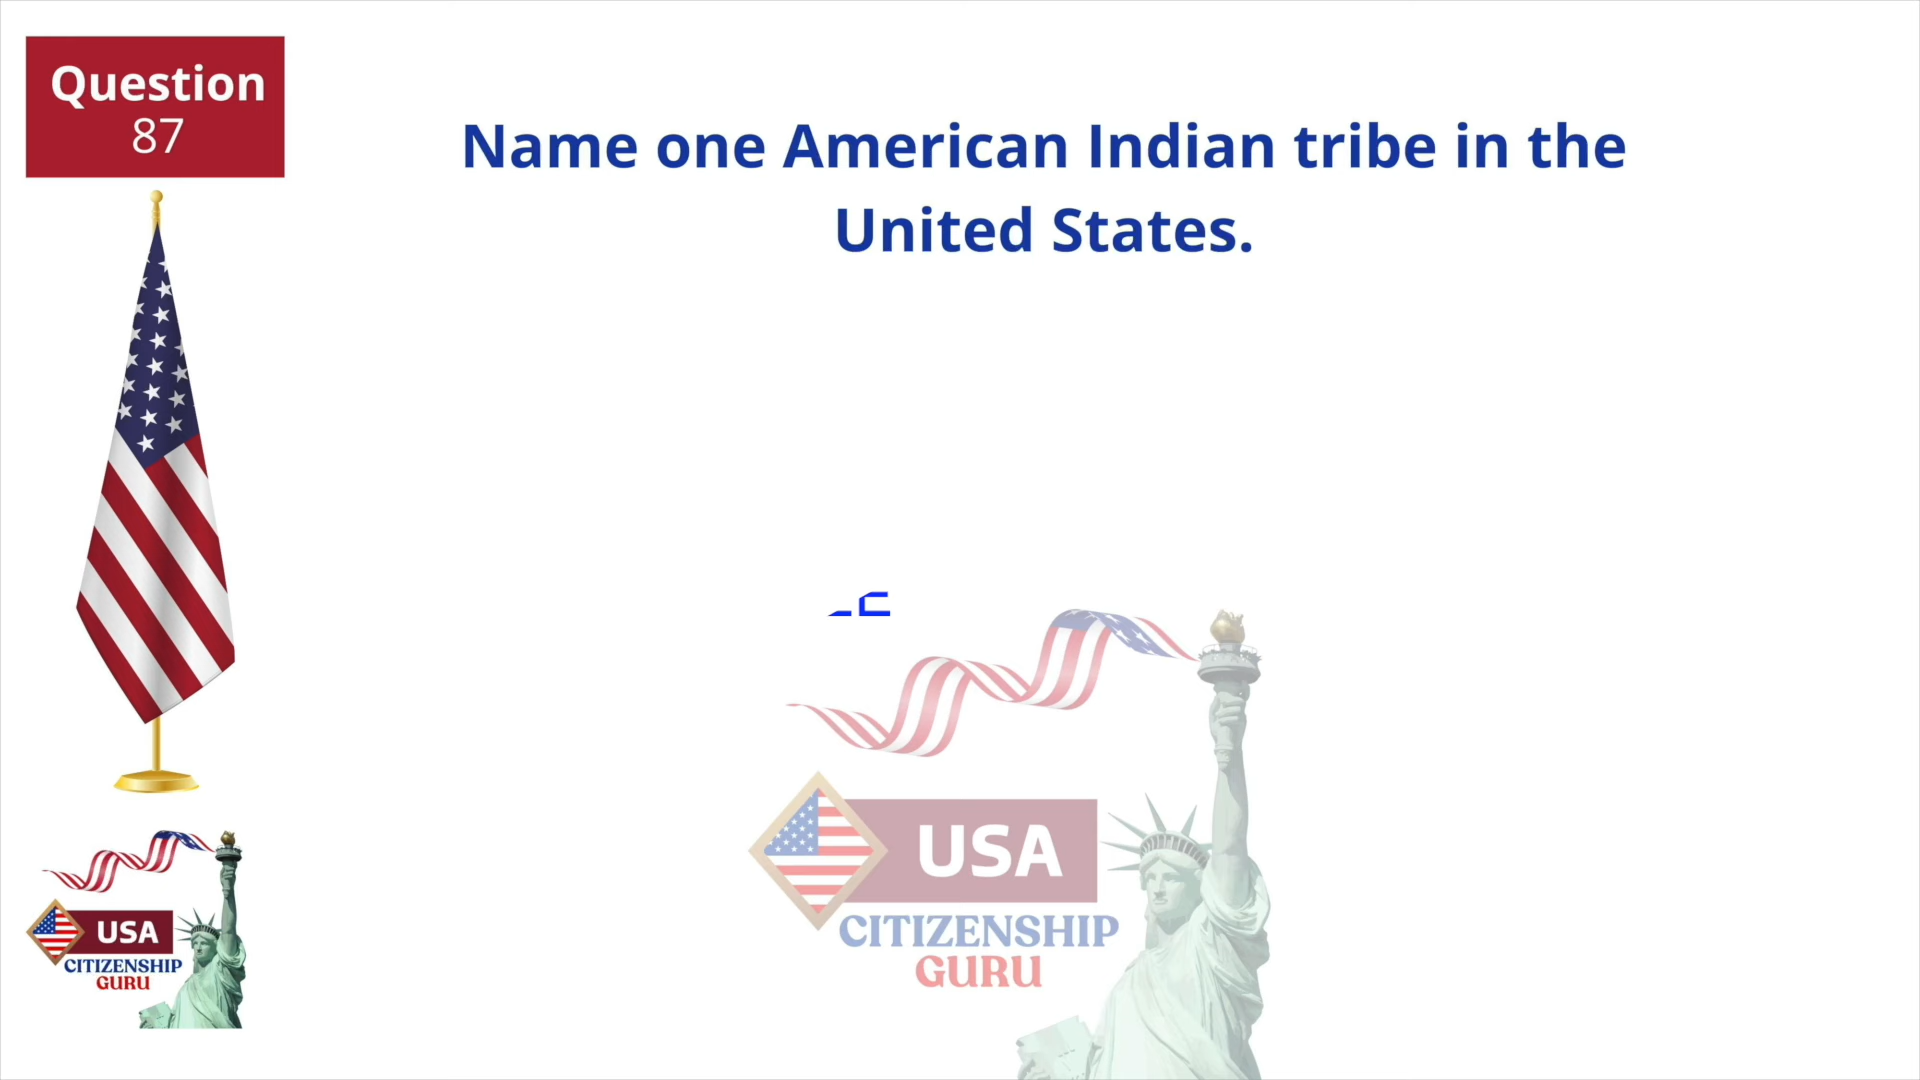 Question
87
Name one American Indian tribe in the
United States.
USA
CITIZENSHIP
GURU
USA
CITIZENSHIP
GURU